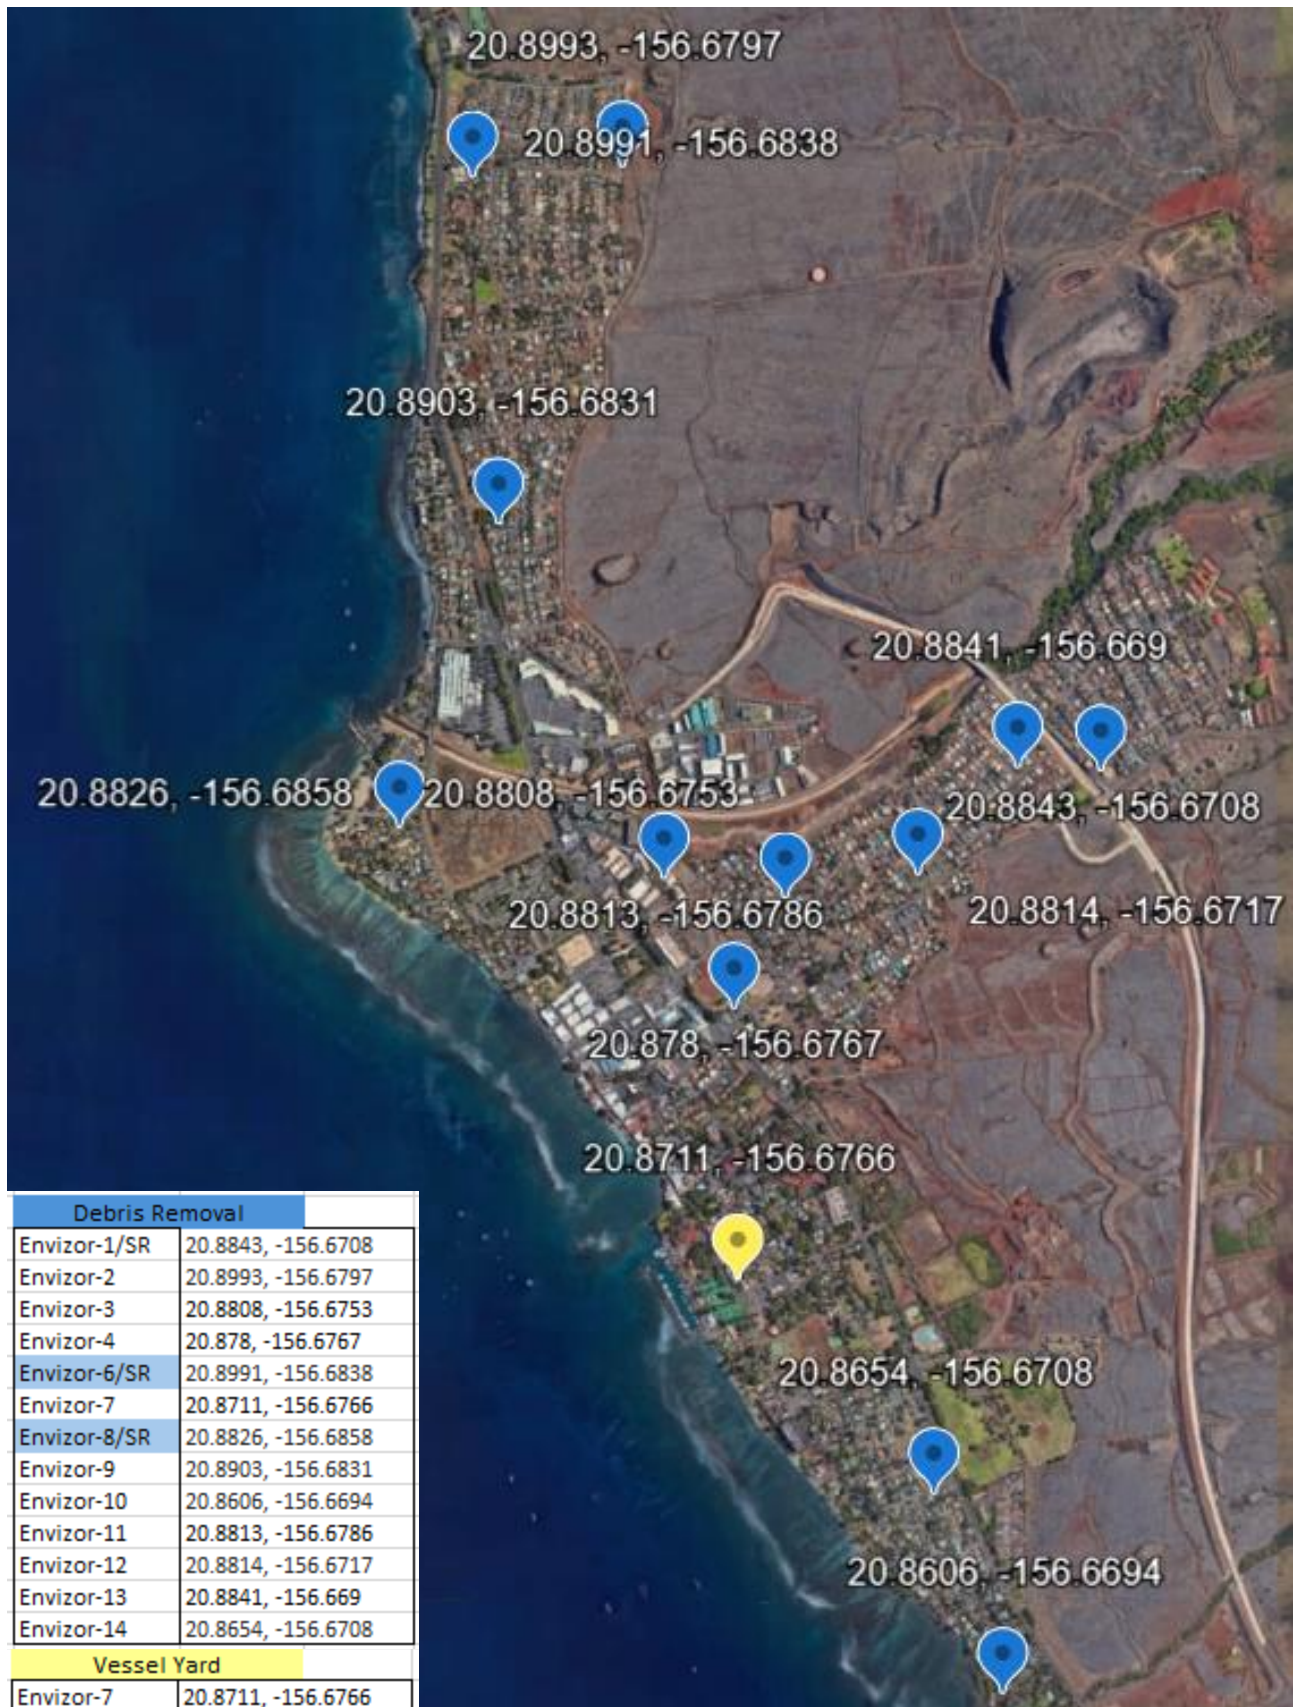 20.8993, -156.6797
20.8991, -156.6838
20.8903, -156.6831
20.8841, -156.669
20.8826, -156.6858
20.8808, -156.6753
20.8843, -156.6708
20.8813, -156.6786
20.8814, -156.6717
20.878, -156.6767
20.8711, -156.6766
20.8654, -156.6708
20.8606, -156.6694
Debris Removal
Envizor-1/SR 20.8843, -156.6708
Envizor-2 20.8993, -156.6797
Envizor-3 20.8808, -156.6753
Envizor-4 20.878, -156.6767
Envizor-6/SR 20.8991, -156.6838
Envizor-7 20.8711, -156.6766
Envizor-8/SR 20.8826, -156.6858
Envizor-9 20.8903, -156.6831
Envizor-10 20.8606, -156.6694
Envizor-11 20.8813, -156.6786
Envizor-12 20.8814, -156.6717
Envizor-13 20.8841, -156.669
Envizor-14 20.8654, -156.6708
Vessel Yard
Envizor-7 20.8711, -156.6766